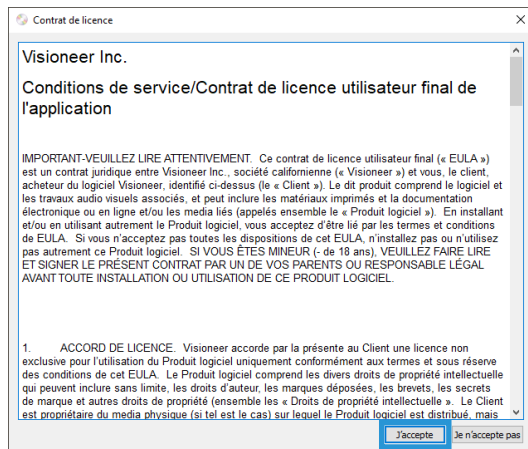 Contrat de licence
Visioneer Inc.
Conditions de service/Contrat de licence utilisateur final de
l'application
IMPORTANT-VEUILLEZ LIRE ATTENTIVEMENT. Ce contrat de licence utilisateur final (« EULA »)
est un contrat juridique entre Visioneer Inc., société californienne (« Visioneer ») et vous, le client,
acheteur du logiciel Visioneer, identifié ci-dessus (le « Client »). Le dit produit comprend le logiciel et
les travaux audio visuels associés, et peut inclure les matériaux imprimés et la documentation
électronique ou en ligne et/ou les media liés (appelés ensemble le « Produit logiciel »). En installant
et/ou en utilisant autrement le Produit logiciel, vous acceptez d'être lié par les termes et conditions
de EULA. Si vous n'acceptez pas toutes les dispositions de cet EULA, n'installez pas ou n'utilisez
pas autrement ce Produit logiciel. SI VOUS ÊTES MINEUR (- de 18 ans), VEUILLEZ FAIRE LIRE
ET SIGNER LE PRÉSENT CONTRAT PAR UN DE VOS PARENTS OU RESPONSABLE LÉGAL
AVANT TOUTE INSTALLATION OU UTILISATION DE CE PRODUIT LOGICIEL.
1. ACCORD DE LICENCE. Visioneer accorde par la présente au Client une licence non
exclusive pour l'utilisation du Produit logiciel uniquement conformément aux termes et sous réserve
des conditions de cet EULA. Le Produit logiciel comprend les divers droits de propriété intellectuelle
qui peuvent inclure sans limite, les droits d'auteur, les marques déposées, les brevets, les secrets
de marque et autres droits de propriété (ensemble les « Droits de propriété intellectuelle ». Le Client
est propriétaire du media physique (si tel est le cas) sur lequel le Produit logiciel est distribué, mais
J'accepte Je n'accepte pas